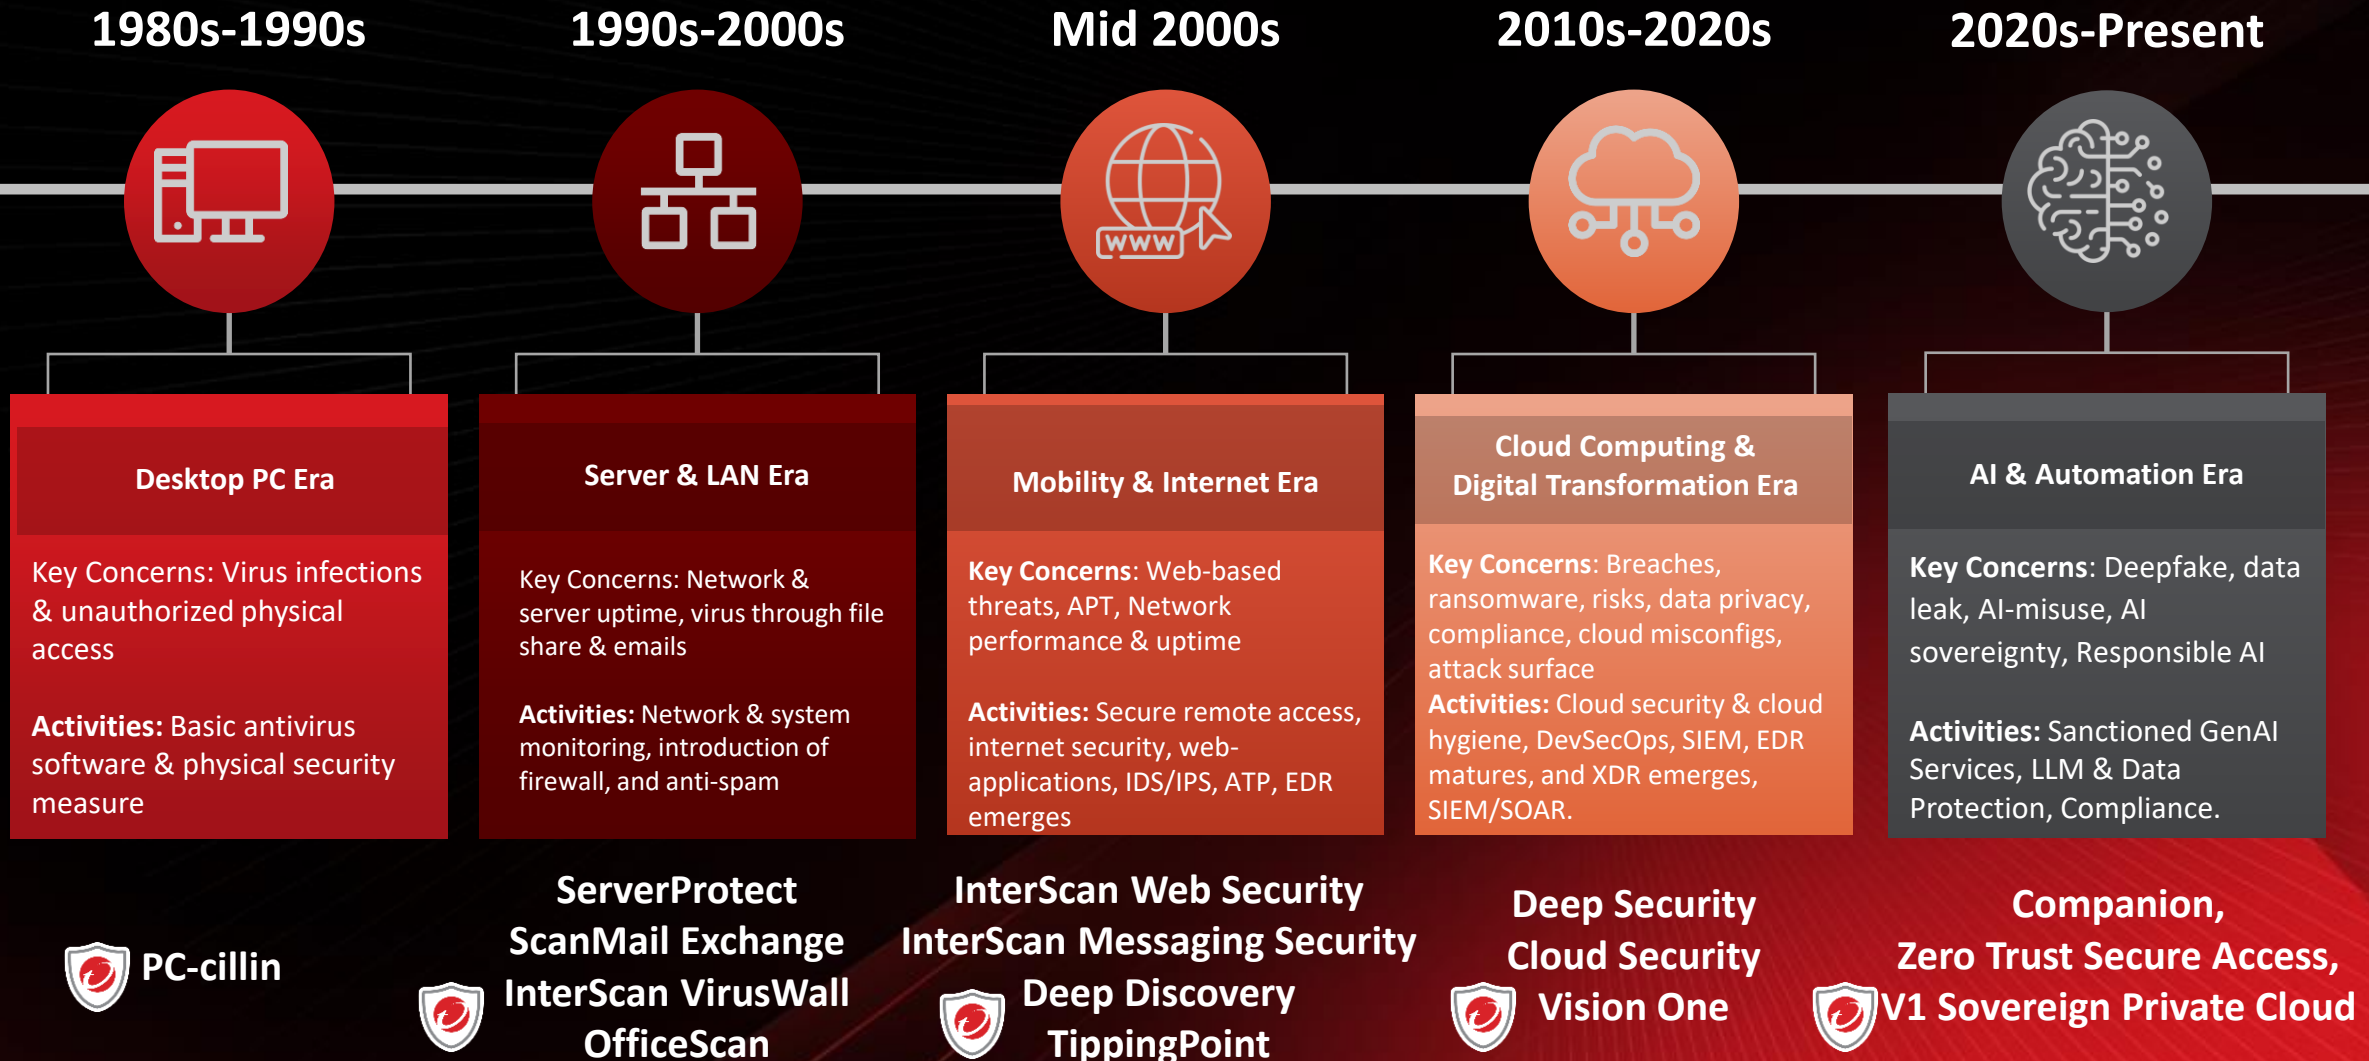 1980s-1990s
1990s-2000s
Mid 2000s
2010s-2020s
2020s-Present
www
Desktop PC Era
Key Concerns: Virus infections
& unauthorized physical
access
Activities: Basic antivirus
software & physical security
measure
PC-cillin
Server & LAN Era
Key Concerns: Network &
server uptime, virus through file
share & emails
Activities: Network & system
monitoring, introduction of
firewall, and anti-spam
ServerProtect
ScanMail Exchange
InterScan VirusWall
OfficeScan
Mobility & Internet Era
Key Concerns: Web-based
threats, APT, Network
performance & uptime
Activities: Secure remote access,
internet security, web-
applications, IDS/IPS, ATP, EDR
emerges
InterScan Web Security
InterScan Messaging Security
Deep Discovery
TippingPoint
Cloud Computing &
Digital Transformation Era
Key Concerns: Breaches,
ransomware, risks, data privacy,
compliance, cloud misconfigs,
attack surface
Activities: Cloud security & cloud
hygiene, DevSecOps, SIEM, EDR
matures, and XDR emerges,
SIEM/SOAR.
Deep Security
Cloud Security
Vision One
AI & Automation Era
Key Concerns: Deepfake, data
leak, AI-misuse, AI
sovereignty, Responsible AI
Activities: Sanctioned GenAI
Services, LLM & Data
Protection, Compliance.
Companion,
Zero Trust Secure Access,
V1 Sovereign Private Cloud